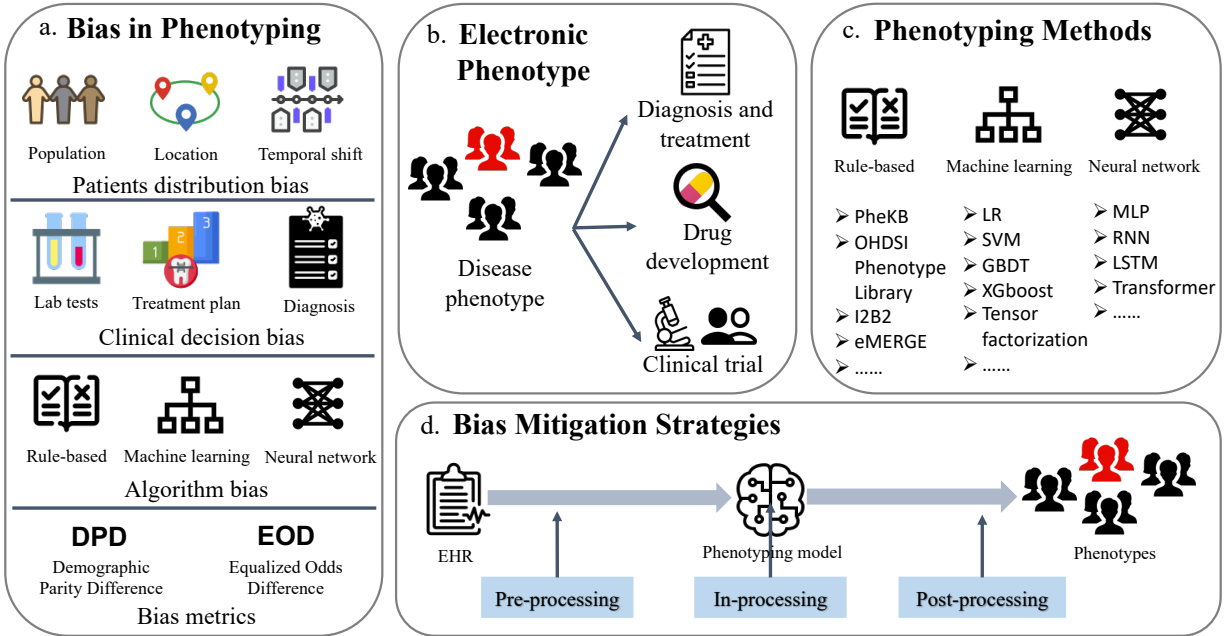 a. Bias in Phenotyping
Population
Location
Temporal shift
Patients distribution bias
Lab tests
Treatment plan
Diagnosis
Clinical decision bias
Rule-based
Machine learning
Neural network
Algorithm bias
DPD
Demographic
Parity Difference
EOD
Equalized Odds
Difference
Bias metrics
b. Electronic
Phenotype
Disease
phenotype
Diagnosis and
treatment
Drug
development
Clinical trial
c. Phenotyping Methods
Rule-based
Machine learning
Neural network
➢ PheKB
➢ OHDSI
Phenotype
Library
➢ I2B2
➢ eMERGE
➢ ......
➢ LR
➢ SVM
➢ GBDT
➢ XGboost
➢ Tensor
factorization
➢ ......
➢ MLP
➢ RNN
➢ LSTM
➢ Transformer
➢ ......
d. Bias Mitigation Strategies
EHR
Phenotyping model
Phenotypes
Pre-processing
In-processing
Post-processing
1
2
3